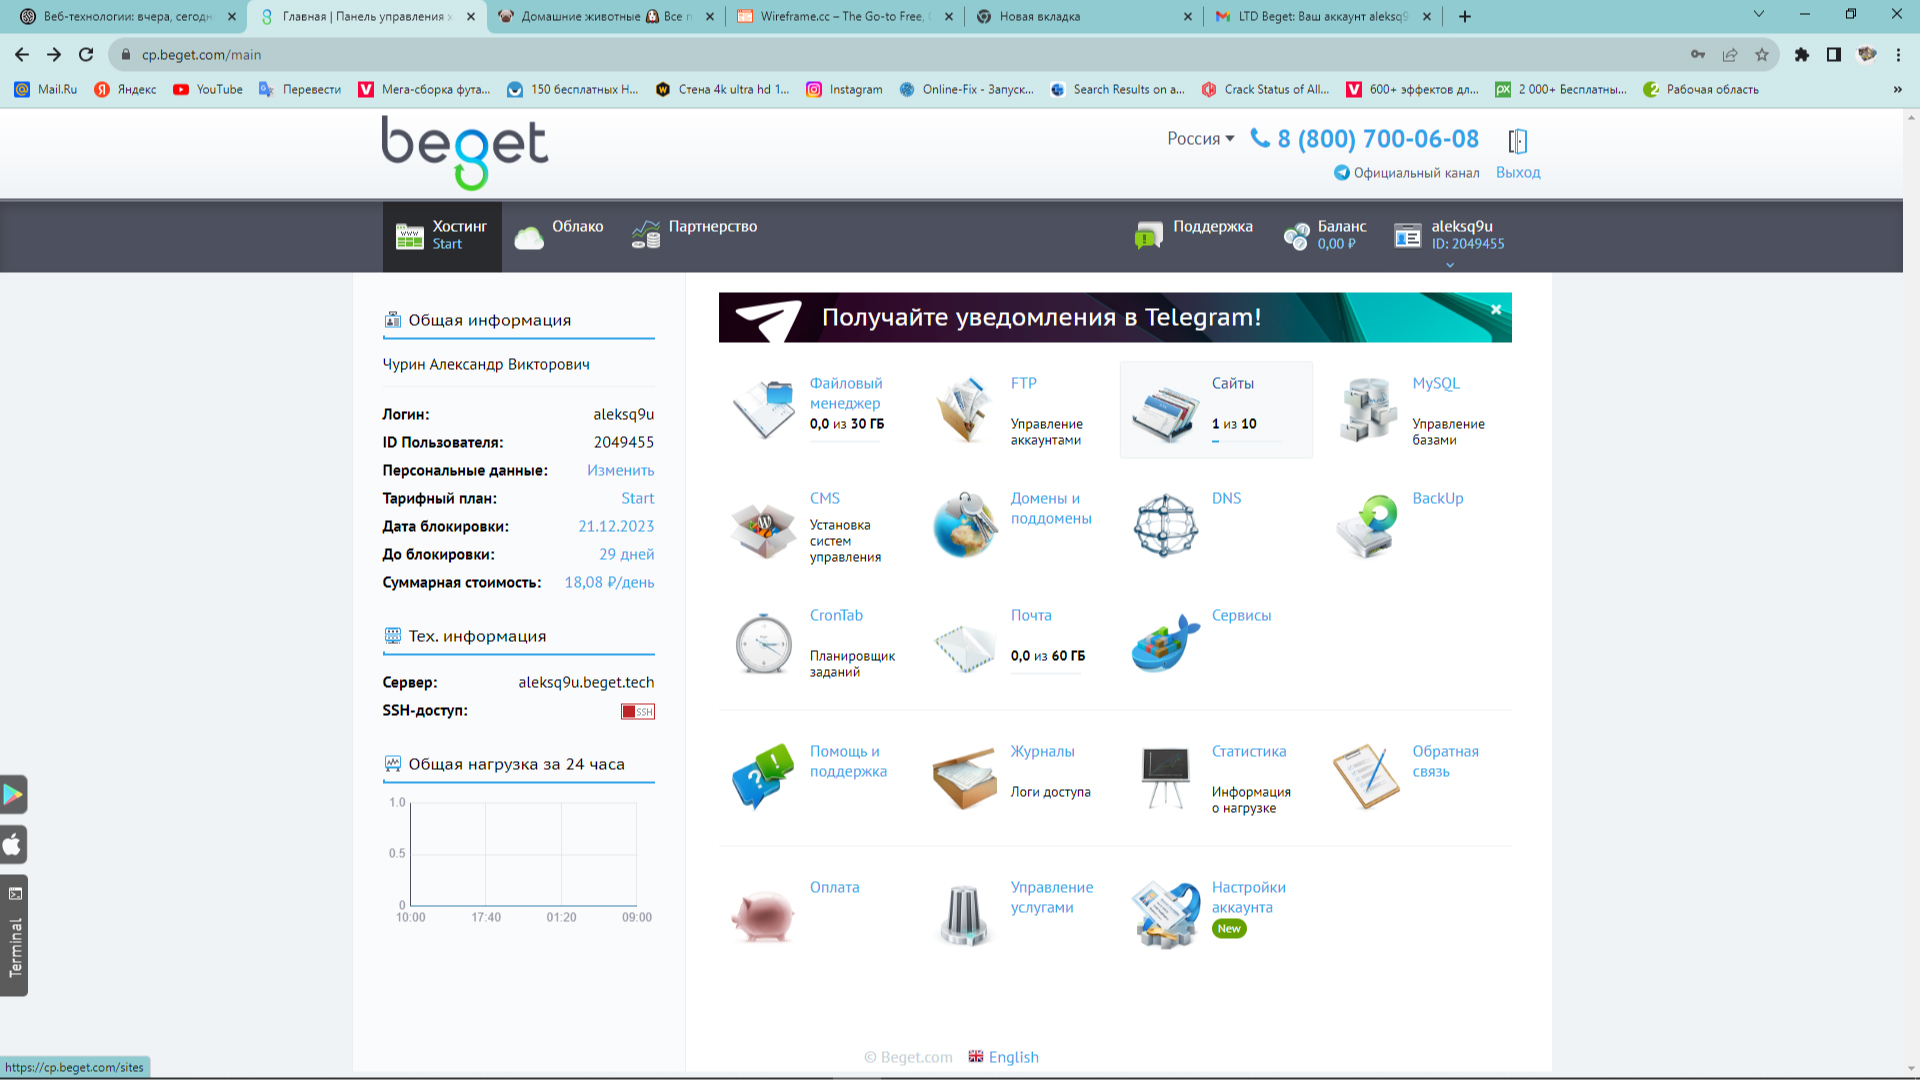 Веб-технологии: вчера, сегодн
Главная | Панель управления х
Домашние животные 🐶 Все п
Wireframe.cc – The Go-to Free,
Новая вкладка
LTD Beget: Ваш аккаунт aleksq9
cp.beget.com/main
Mail.Ru
Яндекс
YouTube
Перевести
Мега-сборка фута...
150 бесплатных Н...
Стена 4k ultra hd 1...
Instagram
Online-Fix - Запуск...
Search Results on a...
Crack Status of All...
600+ эффектов дл...
2 000+ Бесплатны...
Рабочая область
»
beget
Россия
8 (800) 700-06-08
Официальный канал
Выход
Хостинг
Start
Облако
Партнерство
Поддержка
Баланс
0,00 ₽
aleksq9u
ID: 2049455
Общая информация
Чурин Александр Викторович
Логин: aleksq9u
ID Пользователя: 2049455
Персональные данные: Изменить
Тарифный план: Start
Дата блокировки: 21.12.2023
До блокировки: 29 дней
Суммарная стоимость: 18,08 ₽/день
Тех. информация
Сервер: aleksq9u.beget.tech
SSH-доступ: SSH
Общая нагрузка за 24 часа
1.0
0.5
0
10:00 17:40 01:20 09:00
Получайте уведомления в Telegram!
Файловый
менеджер
0,0 из 30 ГБ
FTP
Управление
аккаунтами
Сайты
1 из 10
MySQL
Управление
базами
CMS
Установка
систем
управления
Домены и
поддомены
DNS
BackUp
CronTab
Планировщик
заданий
Почта
0,0 из 60 ГБ
Сервисы
Помощь и
поддержка
Журналы
Логи доступа
Статистика
Информация
о нагрузке
Обратная
связь
Оплата
Управление
услугами
Настройки
аккаунта
New
Terminal
© Beget.com
English
https://cp.beget.com/sites